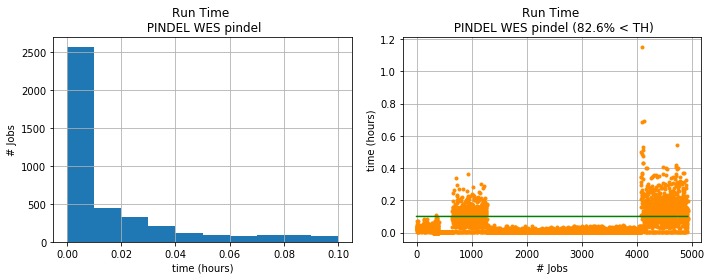 Run Time
PINDEL WES pindel
# Jobs
2500
2000
1500
1000
500
0
0.00 0.02 0.04 0.06 0.08 0.10
time (hours)
Run Time
PINDEL WES pindel (82.6% < TH)
time (hours)
1.2
1.0
0.8
0.6
0.4
0.2
0.0
0 1000 2000 3000 4000 5000
# Jobs